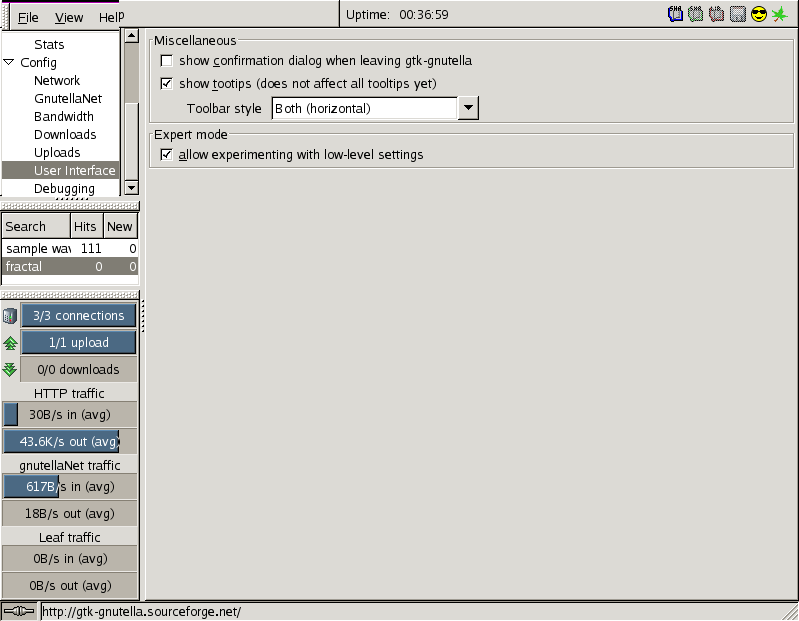 File View Help
Uptime: 00:36:59
Stats
Config
Network
GnutellaNet
Bandwidth
Downloads
Uploads
User Interface
Debugging
Search Hits New
sample wav 111 0
fractal 0 0
3/3 connections
1/1 upload
0/0 downloads
HTTP traffic
30B/s in (avg)
43.6K/s out (avg)
gnutellaNet traffic
617B/s in (avg)
18B/s out (avg)
Leaf traffic
0B/s in (avg)
0B/s out (avg)
Miscellaneous
show confirmation dialog when leaving gtk-gnutella
show tootips (does not affect all tooltips yet)
Toolbar style Both (horizontal)
Expert mode
allow experimenting with low-level settings
http://gtk-gnutella.sourceforge.net/